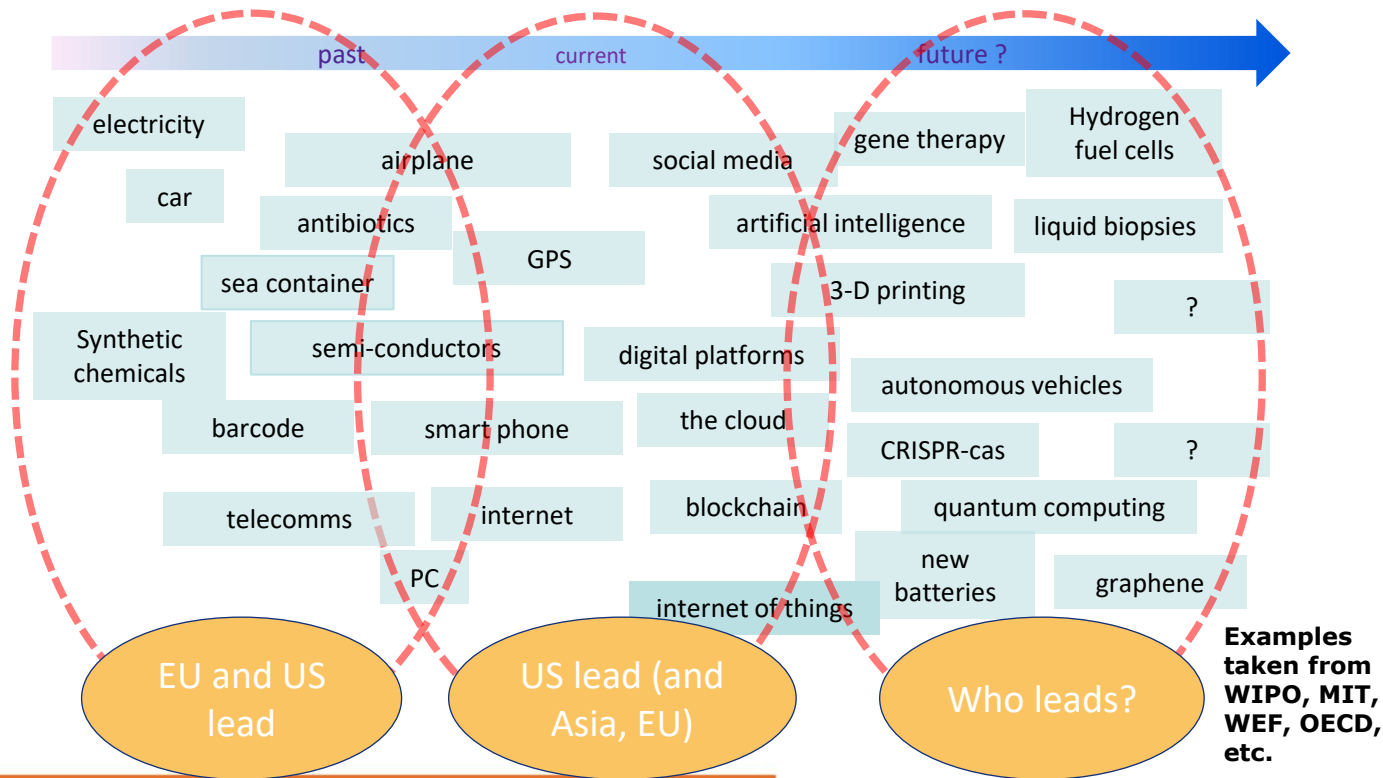 past
current
future ?
electricity
airplane
social media
gene therapy
Hydrogen
fuel cells
car
antibiotics
artificial intelligence
liquid biopsies
GPS
sea container
3-D printing
?
Synthetic
chemicals
semi-conductors
digital platforms
autonomous vehicles
barcode
smart phone
the cloud
CRISPR-cas
?
telecomms
internet
blockchain
quantum computing
PC
new
batteries
graphene
internet of things
EU and US
lead
US lead (and
Asia, EU)
Who leads?
Examples
taken from
WIPO, MIT,
WEF, OECD,
etc.